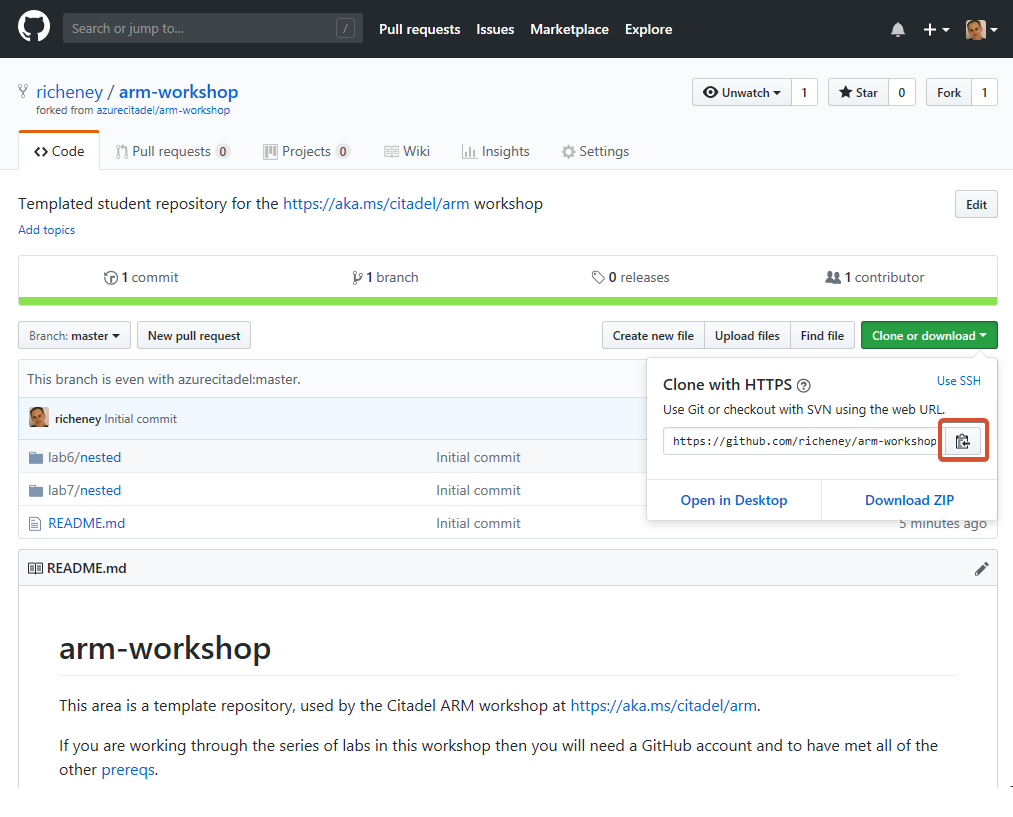 Search or jump to... / Pull requests Issues Marketplace Explore
richeney / arm-workshop Unwatch 1 Star 0 Fork 1
forked from azurecitadel/arm-workshop
Code Pull requests 0 Projects 0 Wiki Insights Settings
Templated student repository for the https://aka.ms/citadel/arm workshop Edit
Add topics
1 commit 1 branch 0 releases 1 contributor
Branch: master New pull request Create new file Upload files Find file Clone or download
This branch is even with azurecitadel:master.
Clone with HTTPS ? Use SSH
Use Git or checkout with SVN using the web URL.
https://github.com/richeney/arm-workshop
Open in Desktop Download ZIP
richeney Initial commit
lab6/nested Initial commit
lab7/nested Initial commit
README.md Initial commit 5 minutes ago
README.md
arm-workshop
This area is a template repository, used by the Citadel ARM workshop at https://aka.ms/citadel/arm.
If you are working through the series of labs in this workshop then you will need a GitHub account and to have met all of the
other prereqs.